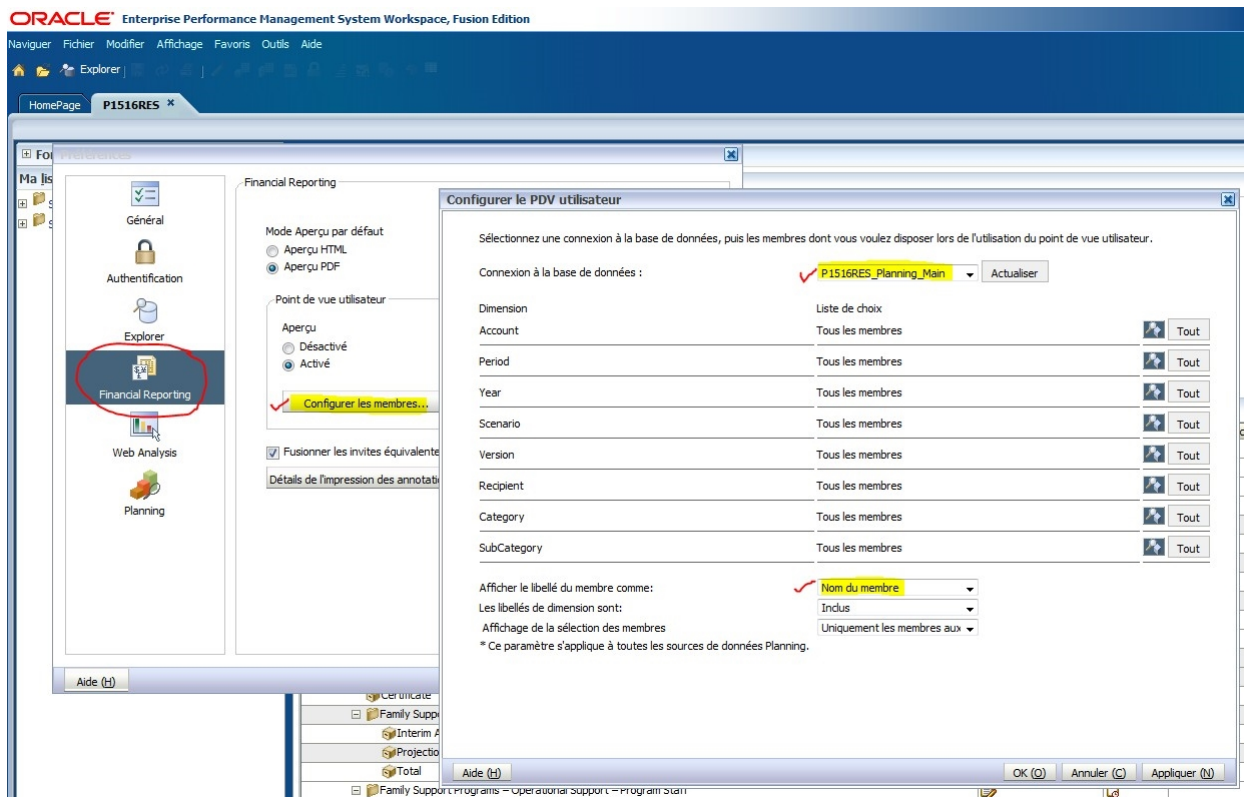 ORACLE Enterprise Performance Management System Workspace, Fusion Edition
Naviguer Fichier Modifier Affichage Favoris Outils Aide
Explorer
HomePage P1516RES
Ma lis
Préférences
Général
Authentification
Explorer
Financial Reporting
Web Analysis
Planning
Financial Reporting
Mode Aperçu par défaut
Aperçu HTML
Aperçu PDF
Point de vue utilisateur
Aperçu
Désactivé
Activé
Configurer les membres...
Fusionner les invites équivalente
Détails de l'impression des annotati
Aide (H)
Configurer le PDV utilisateur
Sélectionnez une connexion à la base de données, puis les membres dont vous voulez disposer lors de l'utilisation du point de vue utilisateur.
Connexion à la base de données : P1516RES_Planning_Main Actualiser
Dimension Liste de choix
Account Tous les membres Tout
Period Tous les membres Tout
Year Tous les membres Tout
Scenario Tous les membres Tout
Version Tous les membres Tout
Recipient Tous les membres Tout
Category Tous les membres Tout
SubCategory Tous les membres Tout
Afficher le libellé du membre comme: Nom du membre
Les libellés de dimension sont: Inclus
Affichage de la sélection des membres Uniquement les membres aux
* Ce paramètre s'applique à toutes les sources de données Planning.
Aide (H) OK (O) Annuler (C) Appliquer (N)
Certificate
Family Supp
Interim A
Projectio
Total
Family Support Programs – Operational Support – Program Staff